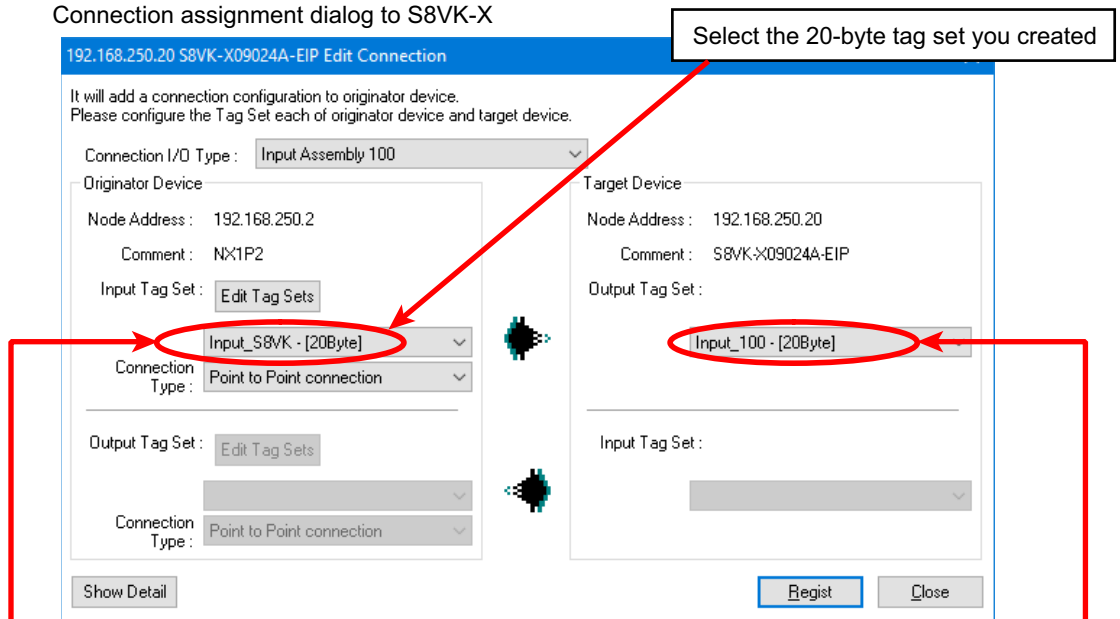 Connection assignment dialog to S8VK-X
Select the 20-byte tag set you created
192.168.250.20 S8VK-X09024A-EIP Edit Connection
It will add a connection configuration to originator device.
Please configure the Tag Set each of originator device and target device.
Connection I/O Type : Input Assembly 100
Originator Device
Node Address : 192.168.250.2
Comment : NX1P2
Input Tag Set : Edit Tag Sets
Input_S8VK - [20Byte]
Connection
Type : Point to Point connection
Output Tag Set : Edit Tag Sets
Connection
Type : Point to Point connection
Target Device
Node Address : 192.168.250.20
Comment : S8VK-X09024A-EIP
Output Tag Set :
Input_100 - [20Byte]
Input Tag Set :
Show Detail
Regist
Close